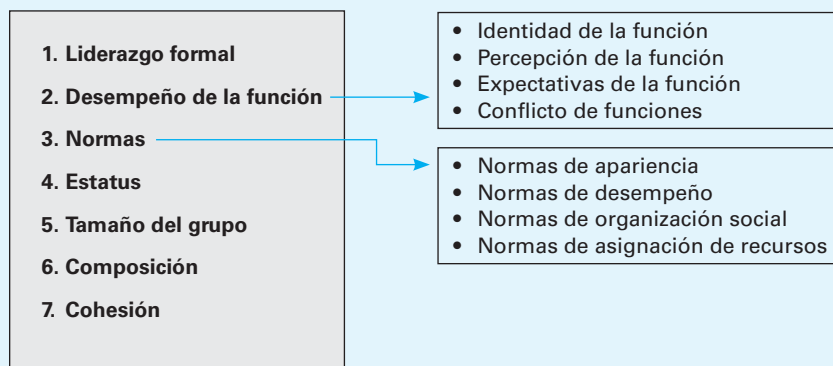 1. Liderazgo formal
2. Desempeño de la función
3. Normas
4. Estatus
5. Tamaño del grupo
6. Composición
7. Cohesión
• Identidad de la función
• Percepción de la función
• Expectativas de la función
• Conflicto de funciones
• Normas de apariencia
• Normas de desempeño
• Normas de organización social
• Normas de asignación de recursos